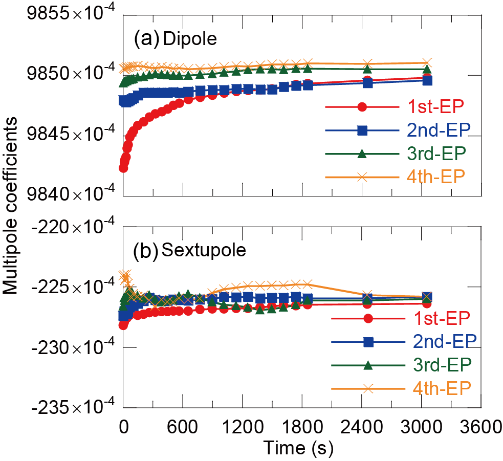 9855×10⁻⁴
(a) Dipole
9850×10⁻⁴
9845×10⁻⁴
9840×10⁻⁴
1st-EP
2nd-EP
3rd-EP
4th-EP
Multipole coefficients
-220×10⁻⁴
(b) Sextupole
-225×10⁻⁴
-230×10⁻⁴
-235×10⁻⁴
1st-EP
2nd-EP
3rd-EP
4th-EP
0 600 1200 1800 2400 3000 3600
Time (s)